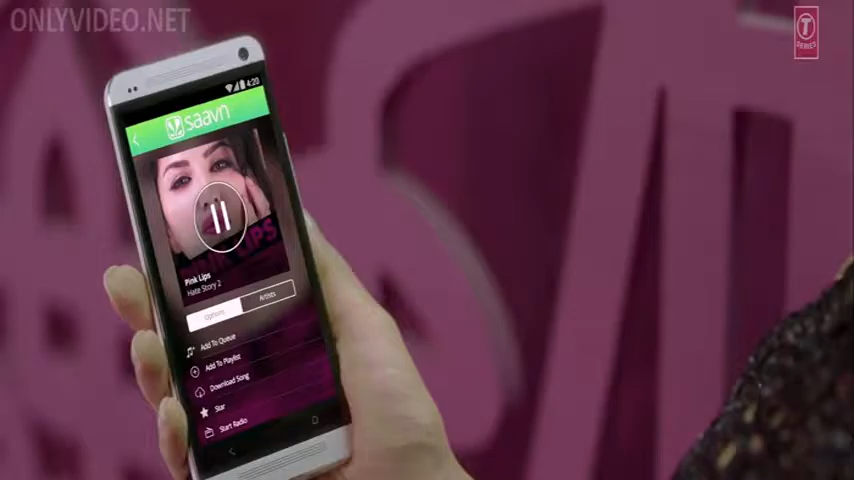 ONLYVIDEO.NET
T
SERIES
4:20
saavn
PINK LIPS
Pink Lips
Hate Story 2
Options
Artists
Add To Queue
Add To Playlist
Download Song
Star
Start Radio